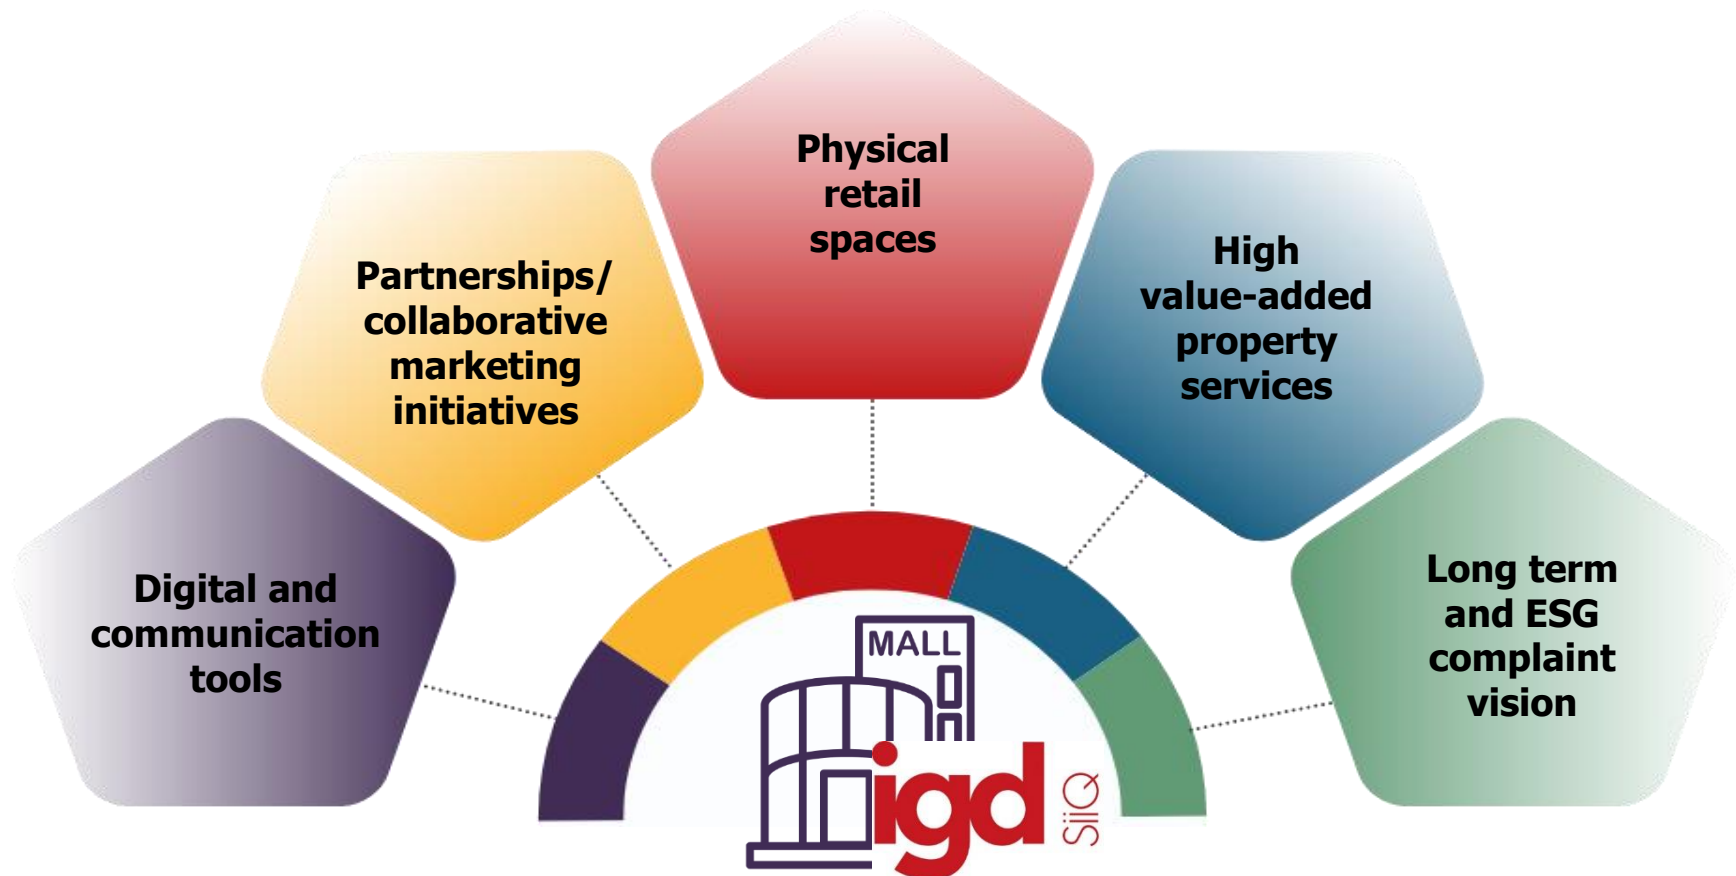 Physical
retail
spaces
Partnerships/
collaborative
marketing
initiatives
High
value-added
property
services
Digital and
communication
tools
Long term
and ESG
complaint
vision
MALL
igd
SiiQ